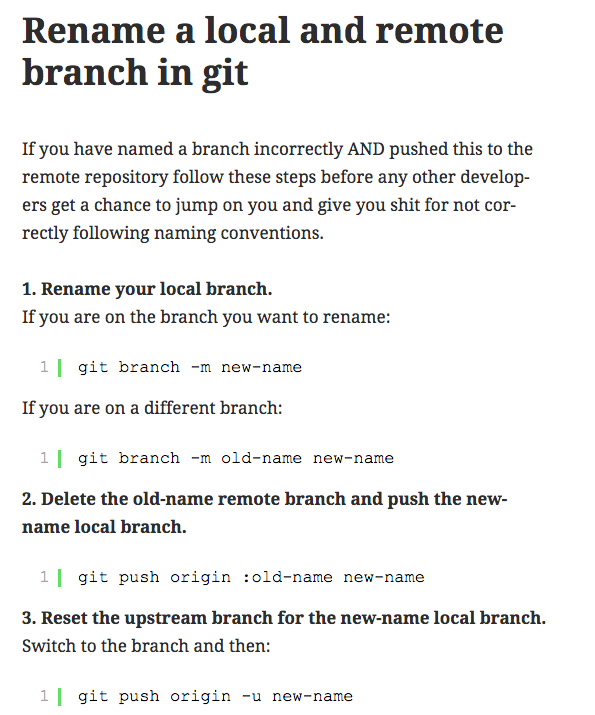 Rename a local and remote
branch in git
If you have named a branch incorrectly AND pushed this to the
remote repository follow these steps before any other develop-
ers get a chance to jump on you and give you shit for not cor-
rectly following naming conventions.
1. Rename your local branch.
If you are on the branch you want to rename:
1 git branch -m new-name
If you are on a different branch:
1 git branch -m old-name new-name
2. Delete the old-name remote branch and push the new-
name local branch.
1 git push origin :old-name new-name
3. Reset the upstream branch for the new-name local branch.
Switch to the branch and then:
1 git push origin -u new-name